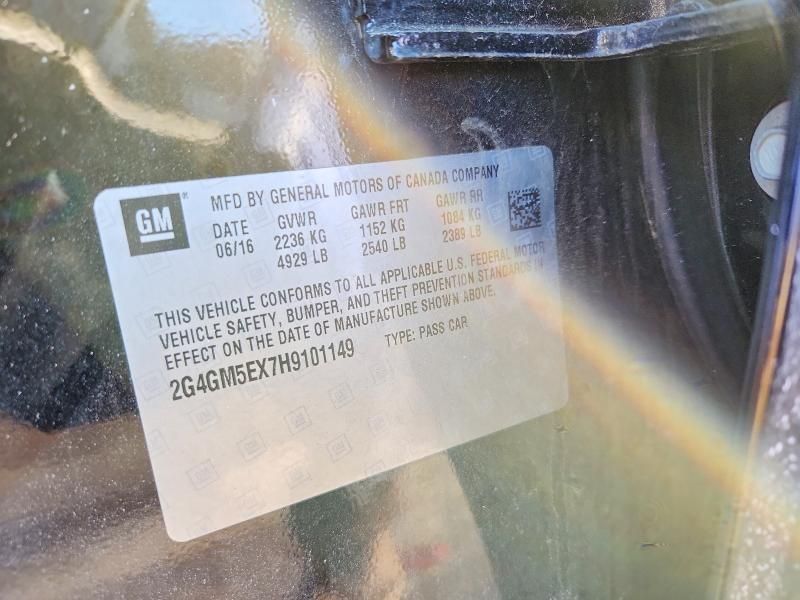 GM®
MFD BY GENERAL MOTORS OF CANADA COMPANY
DATE GVWR GAWR FRT GAWR RR
06/16 2236 KG 1152 KG 1084 KG
4929 LB 2540 LB 2389 LB
THIS VEHICLE CONFORMS TO ALL APPLICABLE U.S. FEDERAL MOTOR
VEHICLE SAFETY, BUMPER, AND THEFT PREVENTION STANDARDS IN
EFFECT ON THE DATE OF MANUFACTURE SHOWN ABOVE.
2G4GM5EX7H9101149 TYPE: PASS CAR